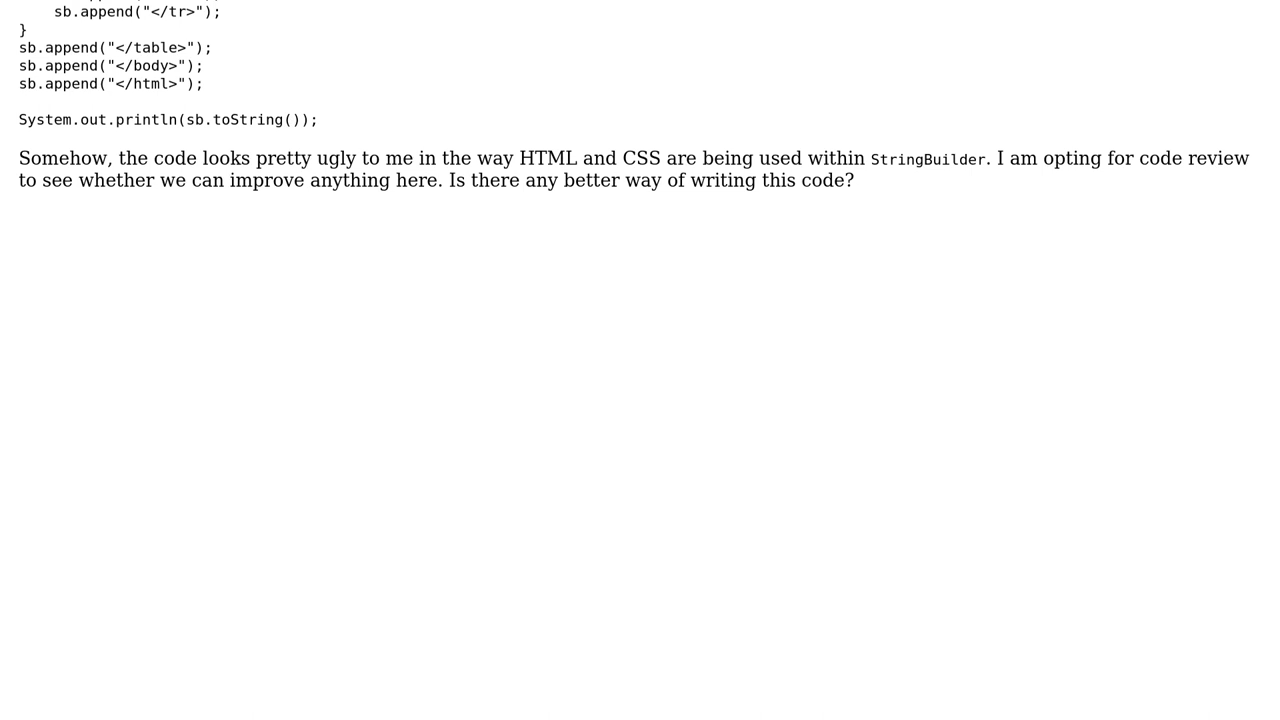 sb.append("</tr>");
}
sb.append("</table>");
sb.append("</body>");
sb.append("</html>");

System.out.println(sb.toString());

Somehow, the code looks pretty ugly to me in the way HTML and CSS are being used within StringBuilder. I am opting for code review
to see whether we can improve anything here. Is there any better way of writing this code?